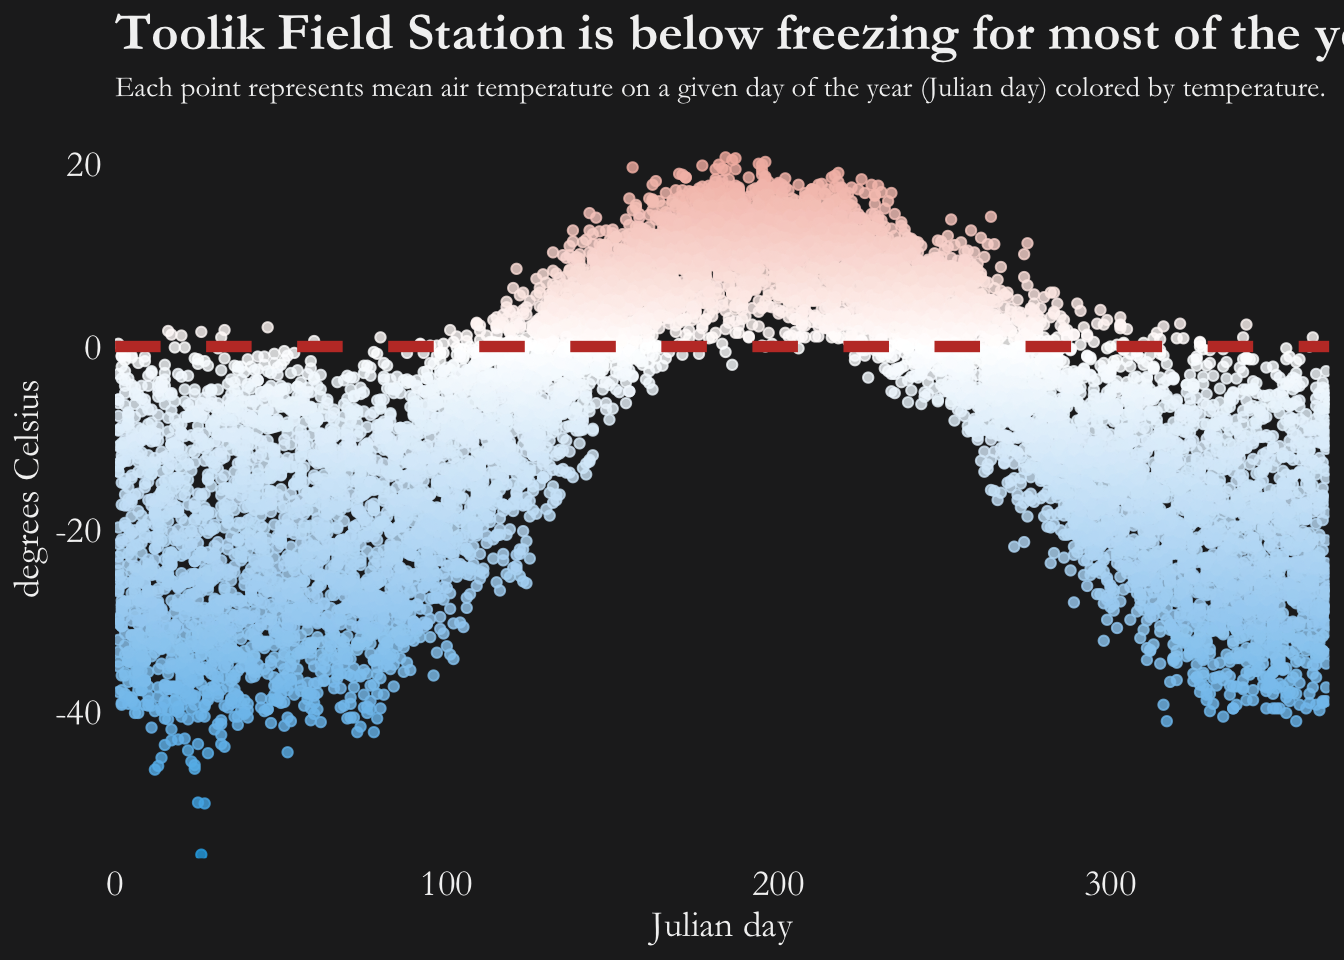 Toolik Field Station is below freezing for most of the
Each point represents mean air temperature on a given day of the year (Julian day) colored by temperature.
20
0
-20
-40
degrees Celsius
0 100 200 300
Julian day